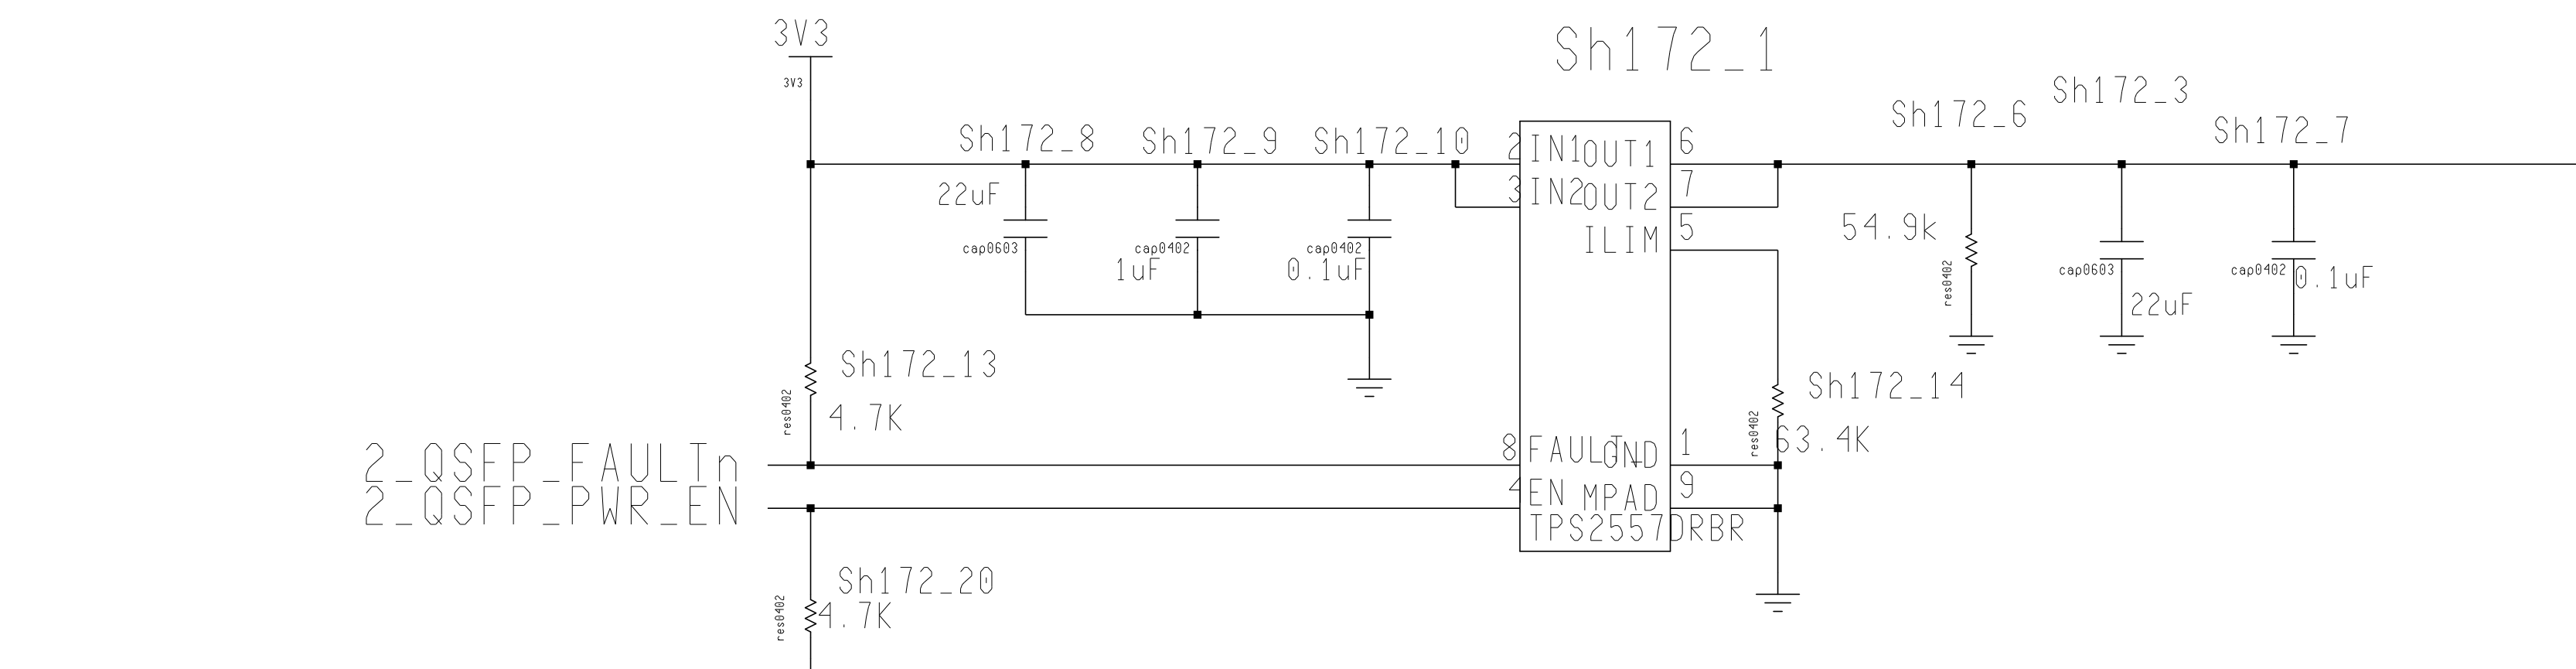 3V3
3V3
Sh172_1
Sh172_6
Sh172_3
Sh172_7
Sh172_8
Sh172_9
Sh172_10
2
IN1
OUT1
6
3
IN2
OUT2
7
ILIM
5
22uF
cap0603
cap0402
1uF
cap0402
0.1uF
54.9k
res0402
cap0603
22uF
cap0402
0.1uF
Sh172_13
4.7K
res0402
Sh172_14
63.4K
res0402
2_QSFP_FAULTn
2_QSFP_PWR_EN
8
FAULT
GND
1
4
EN
MPAD
9
TPS2557DRBR
Sh172_20
4.7K
res0402